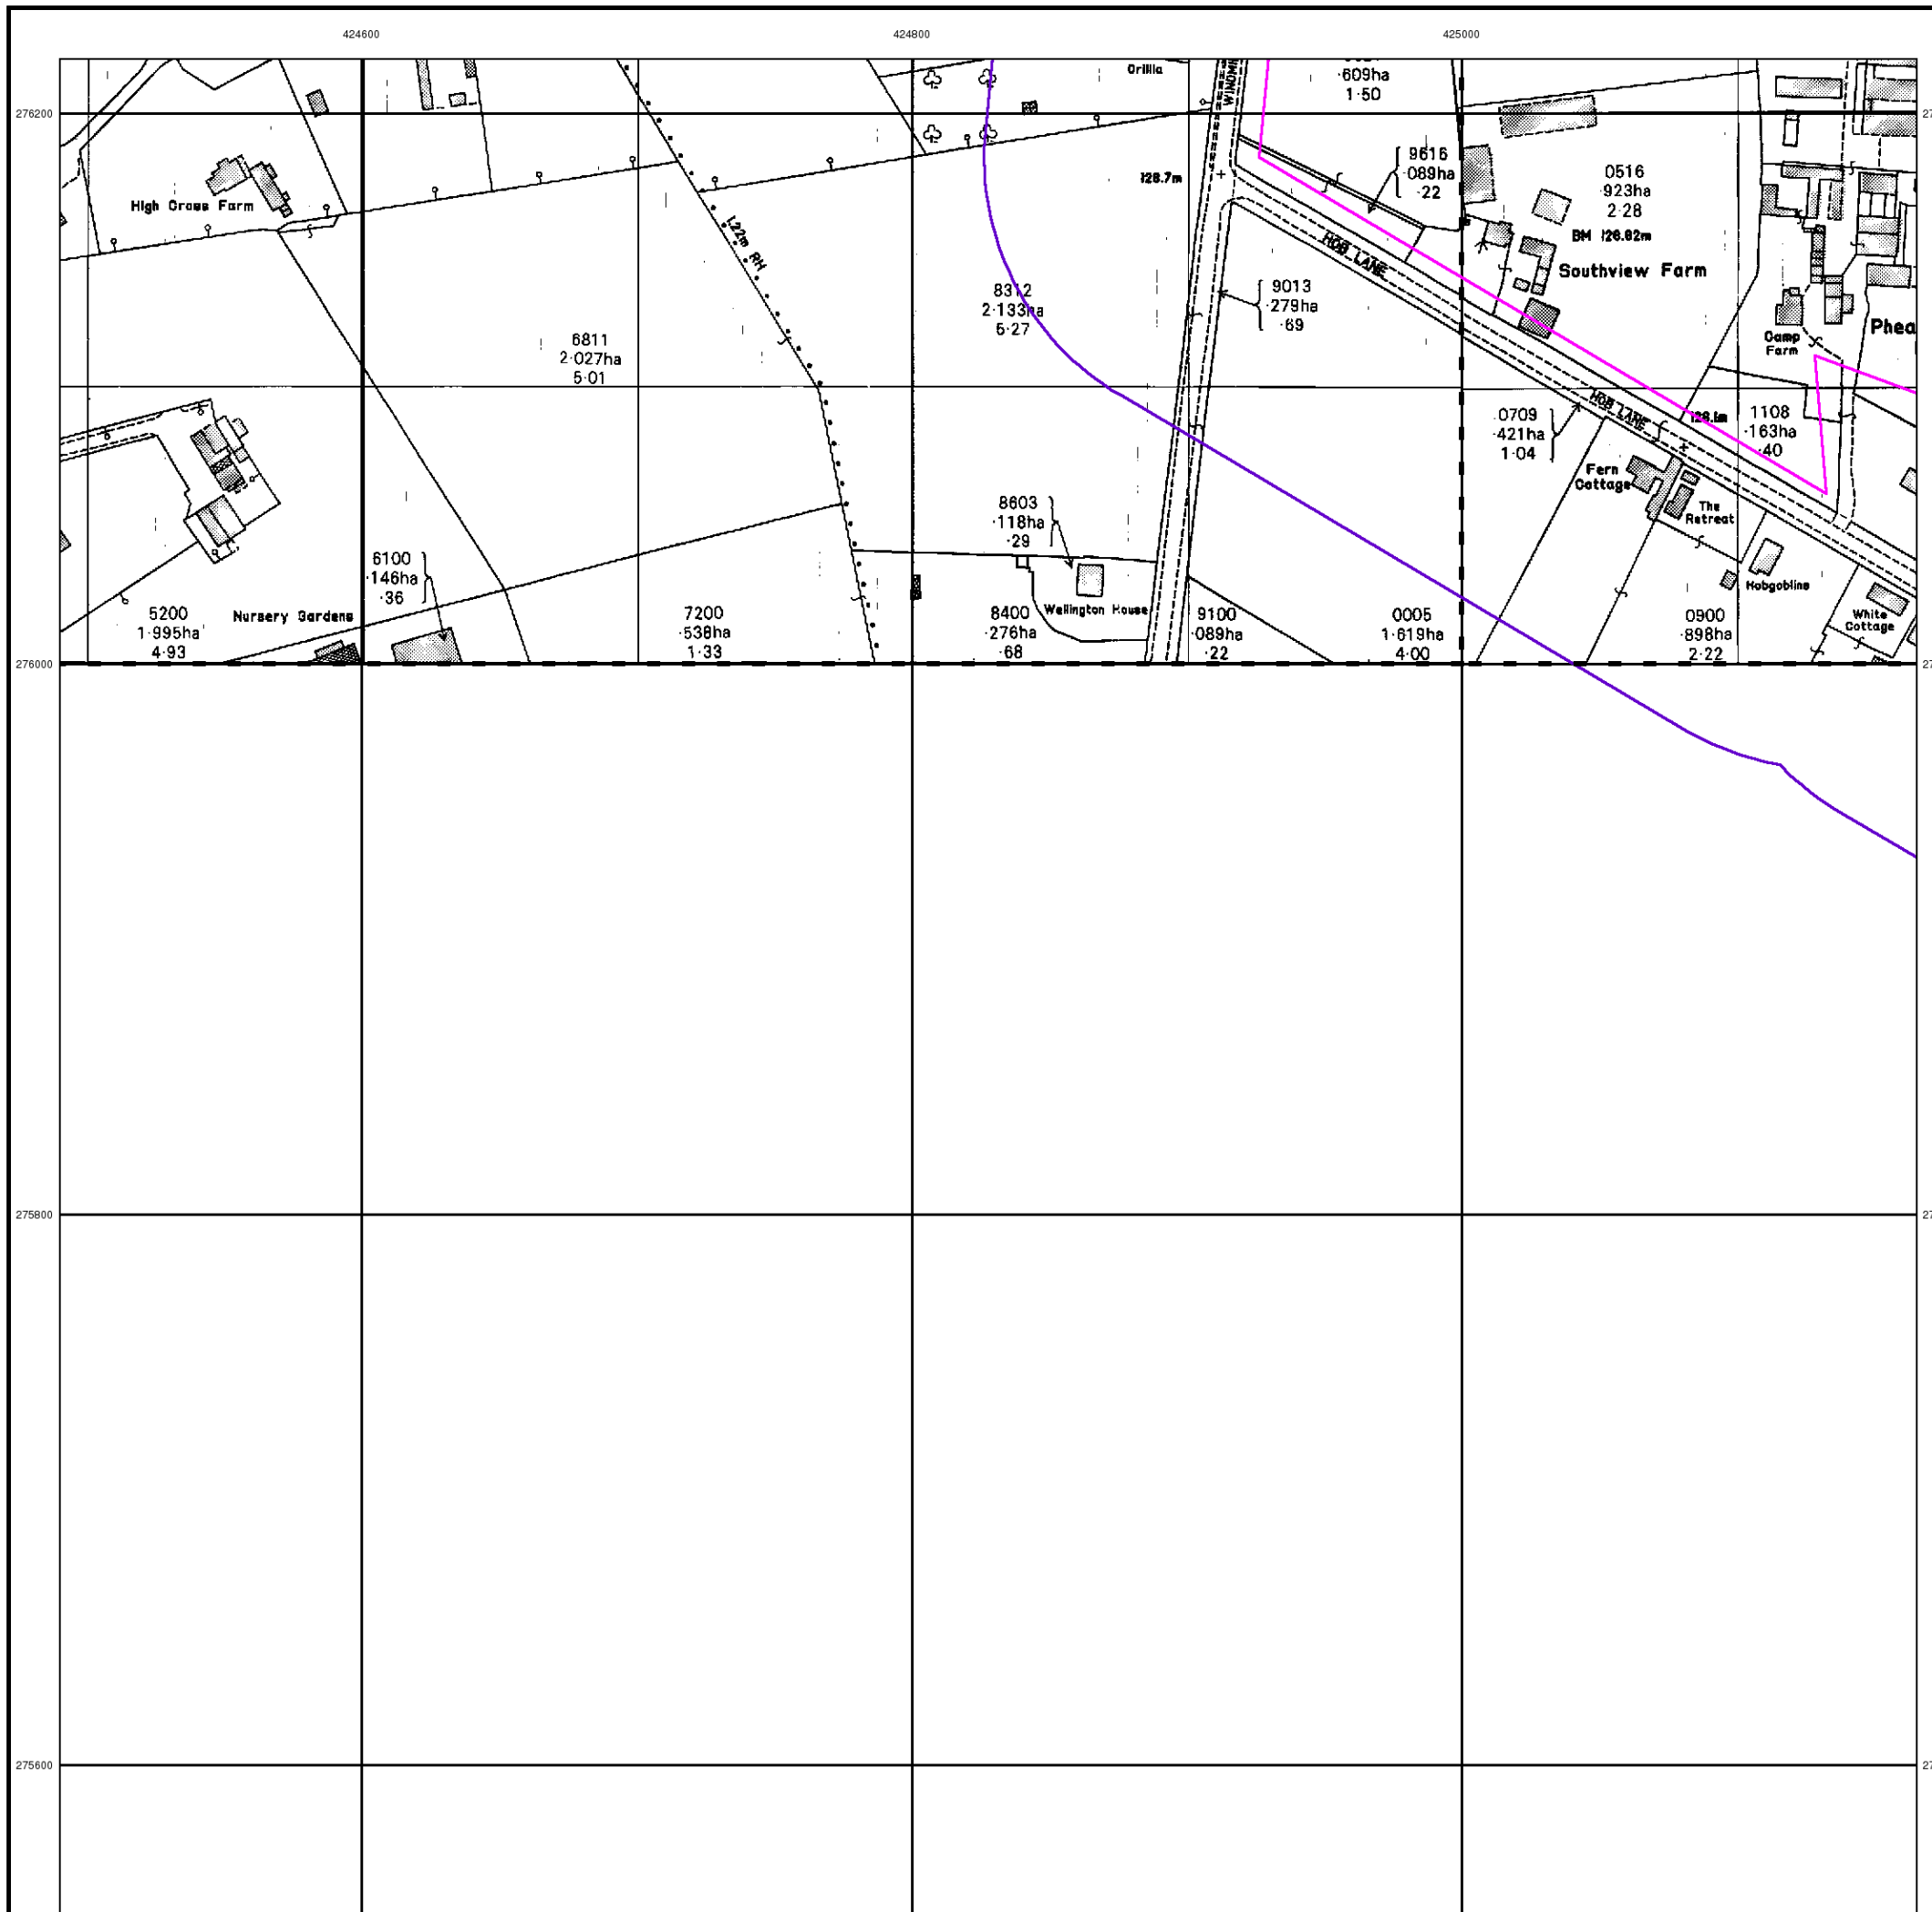 424600
424800
425000
276200
Orillia
·609ha
1·50
High Cross Farm
128.7m
9616
·089ha
·22
0516
·923ha
2·28
BM 126.82m
Southview Farm
1.22m RH
HOB LANE
8312
2·133ha
5·27
9013
·279ha
·69
6811
2·027ha
5·01
Camp
Farm
Phea
HOB LANE
0709
·421ha
1·04
1108
·163ha
·40
Fern
Cottage
The
Retreat
8603
·118ha
·29
6100
·146ha
·36
Hobgoblins
5200
1·995ha
4·93
Nursery Gardens
7200
·538ha
1·33
8400
·276ha
·68
Wellington House
9100
·089ha
·22
0005
1·619ha
4·00
0900
·898ha
2·22
White
Cottage
276000
275800
275600